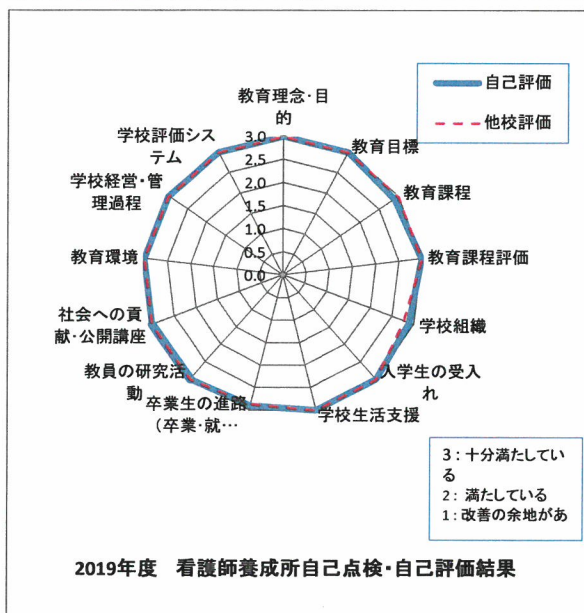 自己評価
他校評価
教育理念・目
的
3.0
2.5
2.0
1.5
1.0
0.5
0.0
教育目標
教育課程
教育課程評価
学校組織
入学生の受入
れ
学校生活支援
卒業生の進路
(卒業・就…
教員の研究活
動
社会への貢
献・公開講座
教育環境
学校経営・管
理過程
学校評価シス
テム
3：十分満たしてい
る
2：満たしている
1：改善の余地があ
2019年度　看護師養成所自己点検・自己評価結果